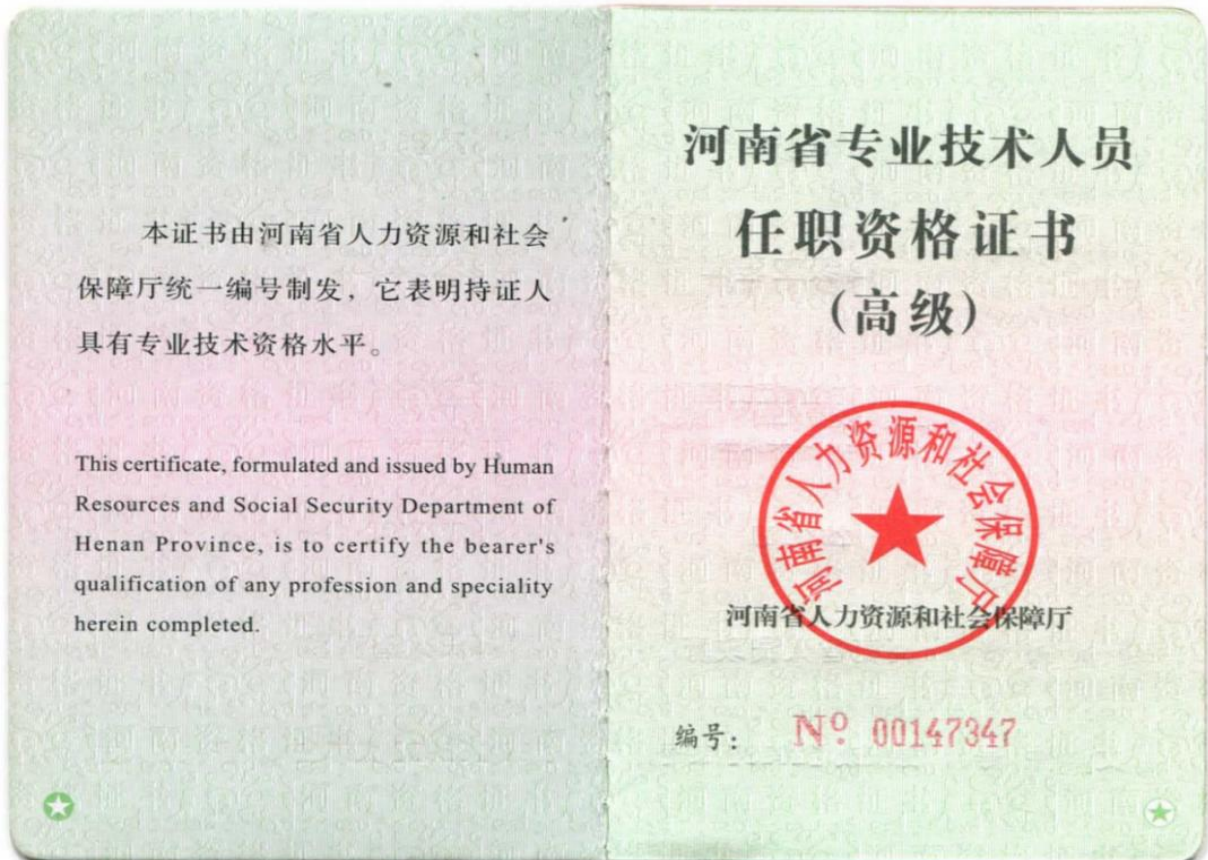 本证书由河南省人力资源和社会
保障厅统一编号制发，它表明持证人
具有专业技术资格水平。
This certificate, formulated and issued by Human
Resources and Social Security Department of
Henan Province, is to certify the bearer's
qualification of any profession and speciality
herein completed.
河南省专业技术人员
任职资格证书
（高级）
河南省人力资源和社会保障厅
河南省人力资源和社会保障厅
编号： Nº 00147347